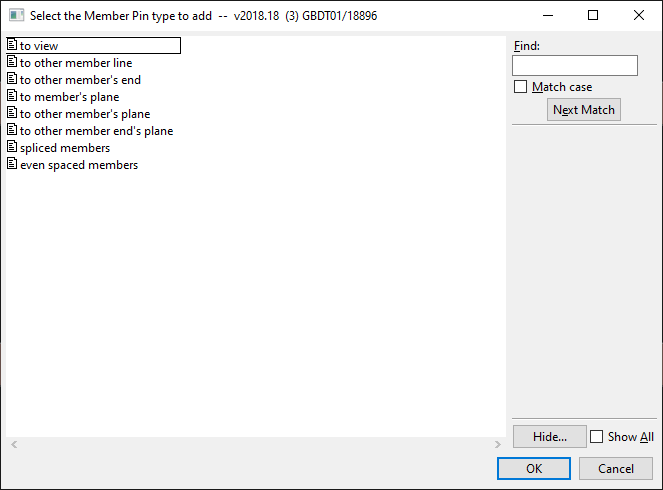 Select the Member Pin type to add -- v2018.18 (3) GBDT01/18896
to view
to other member line
to other member's end
to member's plane
to other member's plane
to other member end's plane
spliced members
even spaced members
Find:
Match case
Next Match
Hide...
Show All
OK
Cancel